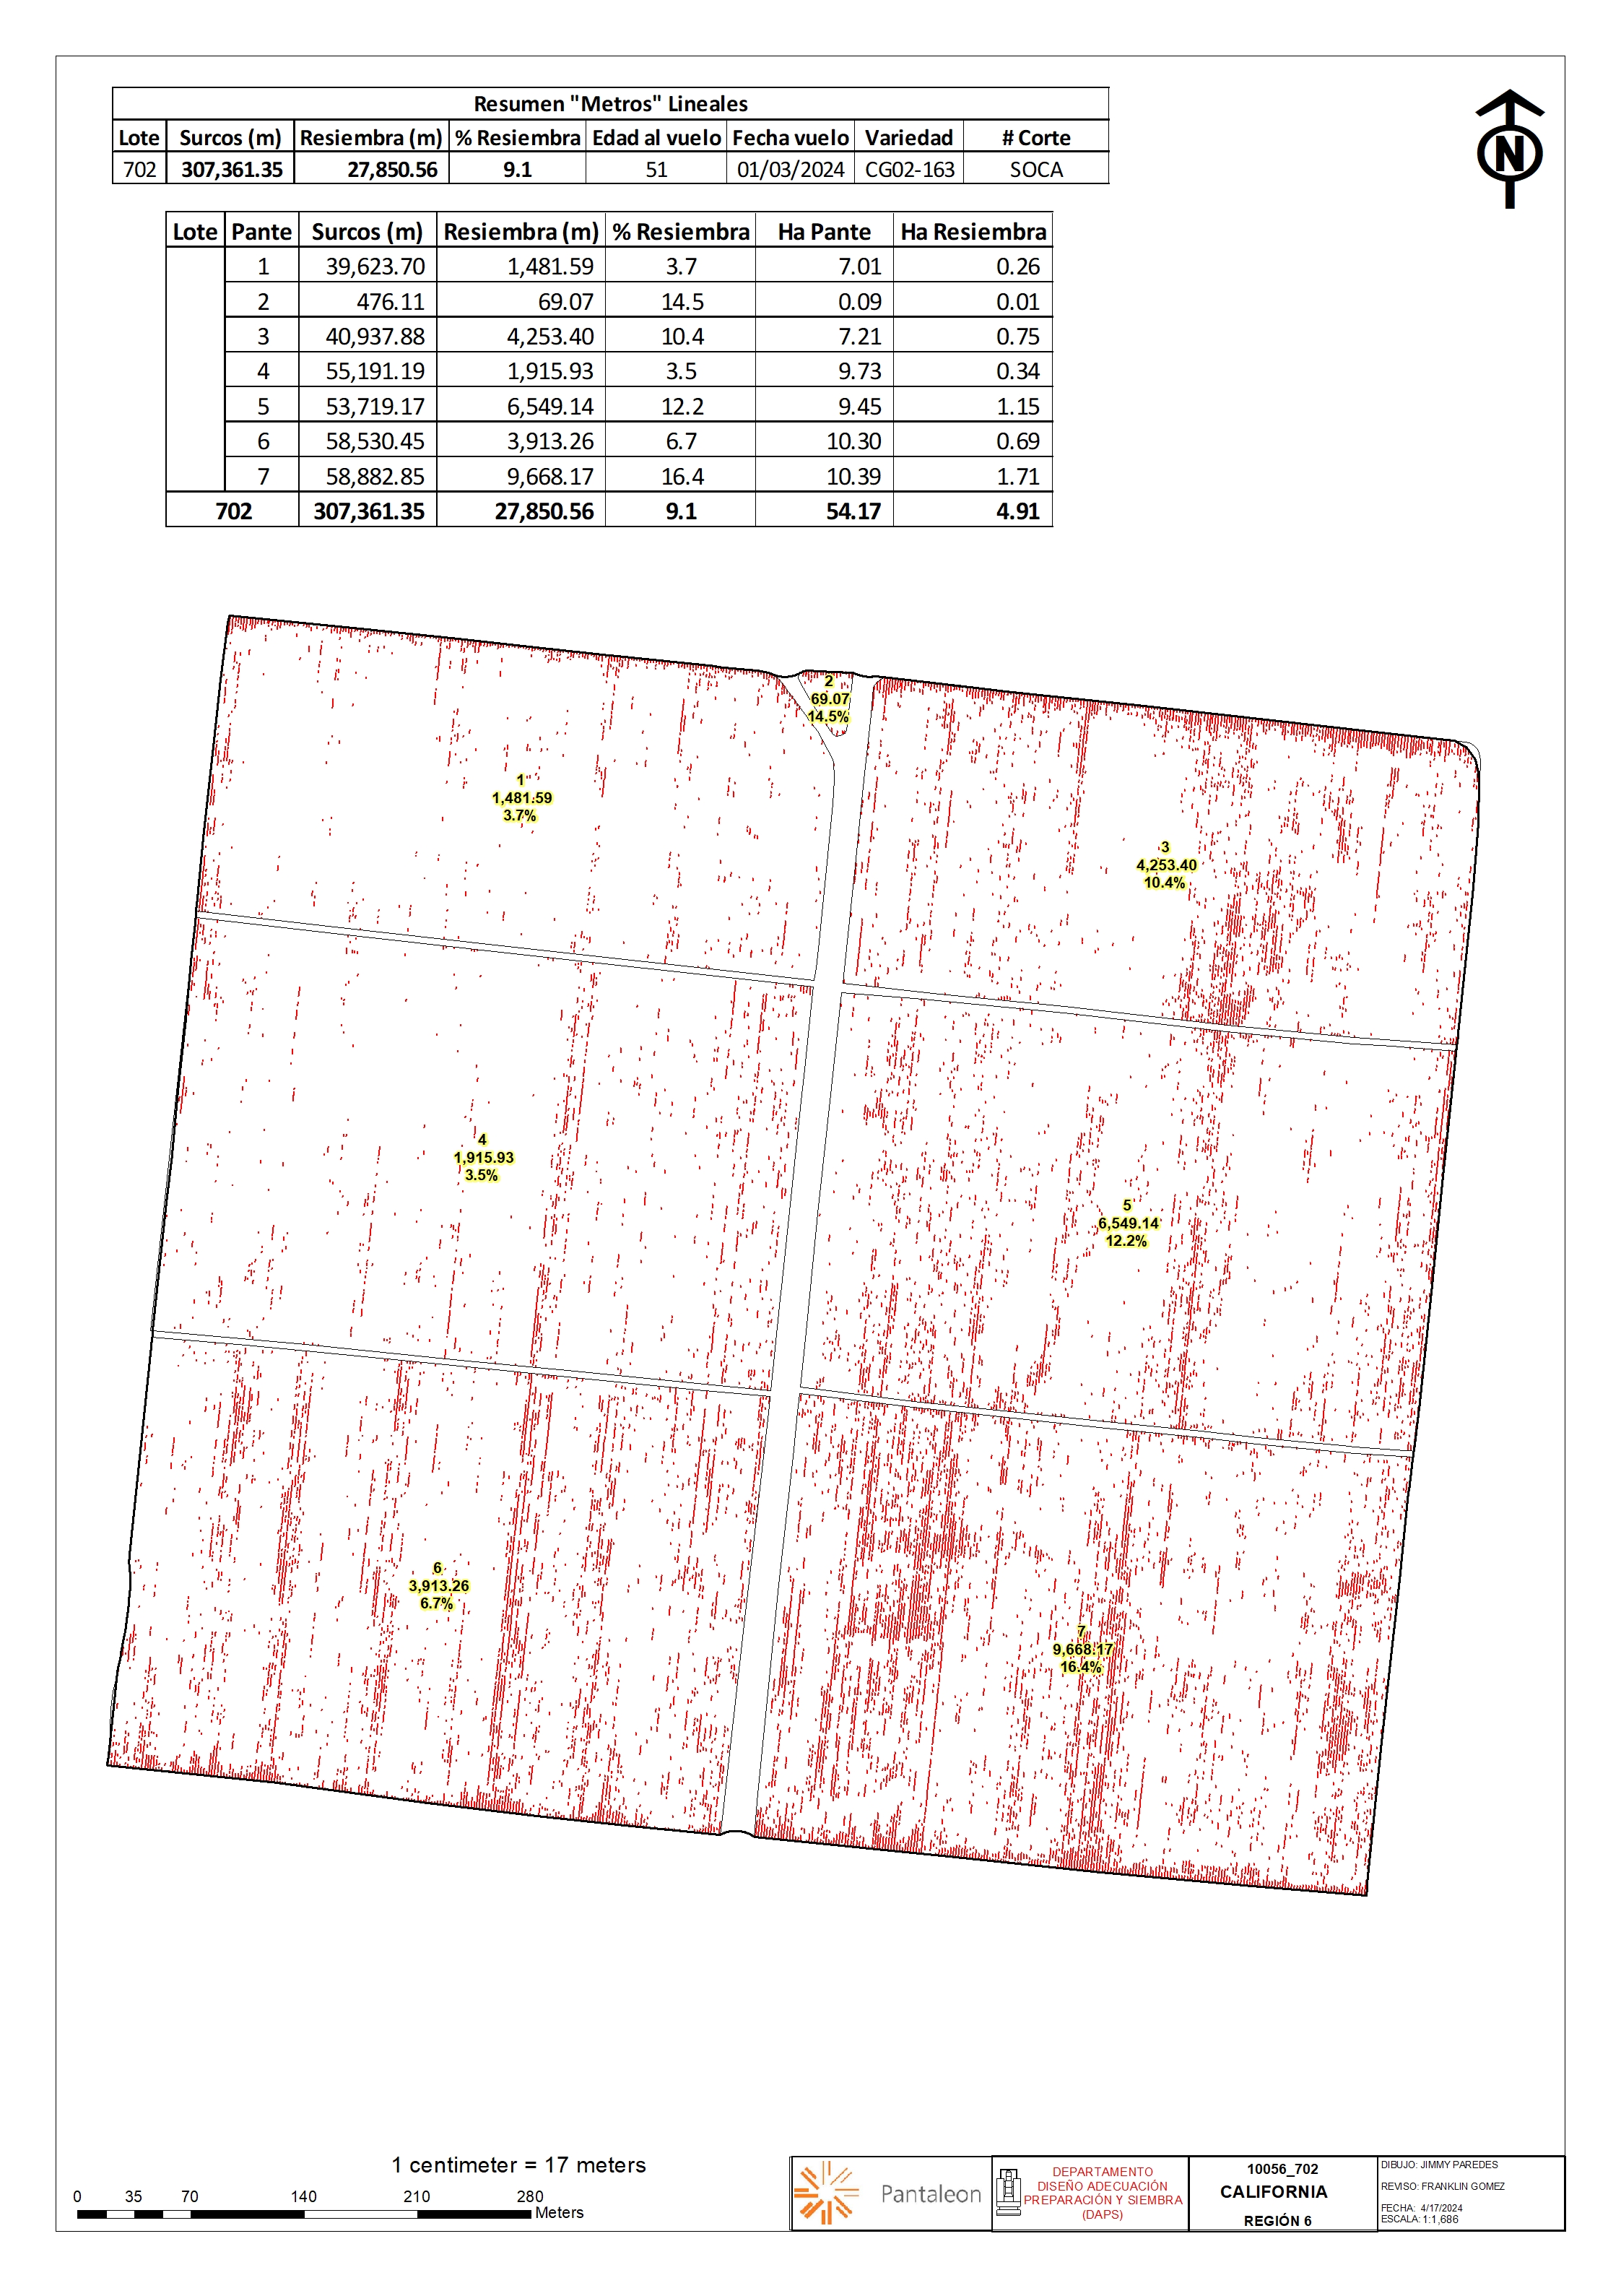 Resumen "Metros" Lineales
Lote Surcos (m) Resiembra (m) % Resiembra Edad al vuelo Fecha vuelo Variedad # Corte
702 307,361.35 27,850.56 9.1 51 01/03/2024 CG02-163 SOCA
N
Lote Pante Surcos (m) Resiembra (m) % Resiembra Ha Pante Ha Resiembra
1 39,623.70 1,481.59 3.7 7.01 0.26
2 476.11 69.07 14.5 0.09 0.01
3 40,937.88 4,253.40 10.4 7.21 0.75
4 55,191.19 1,915.93 3.5 9.73 0.34
5 53,719.17 6,549.14 12.2 9.45 1.15
6 58,530.45 3,913.26 6.7 10.30 0.69
7 58,882.85 9,668.17 16.4 10.39 1.71
702 307,361.35 27,850.56 9.1 54.17 4.91
2
69.07
14.5%
1
1,481.59
3.7%
3
4,253.40
10.4%
4
1,915.93
3.5%
5
6,549.14
12.2%
6
3,913.26
6.7%
7
9,668.17
16.4%
1 centimeter = 17 meters
0 35 70 140 210 280
Meters
Pantaleon
DEPARTAMENTO
DISEÑO ADECUACIÓN
PREPARACIÓN Y SIEMBRA
(DAPS)
10056_702
CALIFORNIA
REGIÓN 6
DIBUJO: JIMMY PAREDES
REVISO: FRANKLIN GOMEZ
FECHA: 4/17/2024
ESCALA: 1:1,686